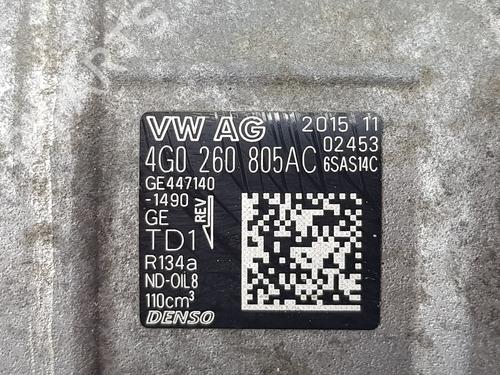 VW AG 2015 11
02453
4G0 260 805AC 6SAS14C
GE447140
-1490
GE REV
TD1
R134a
ND-OIL8
110cm³
DENSO